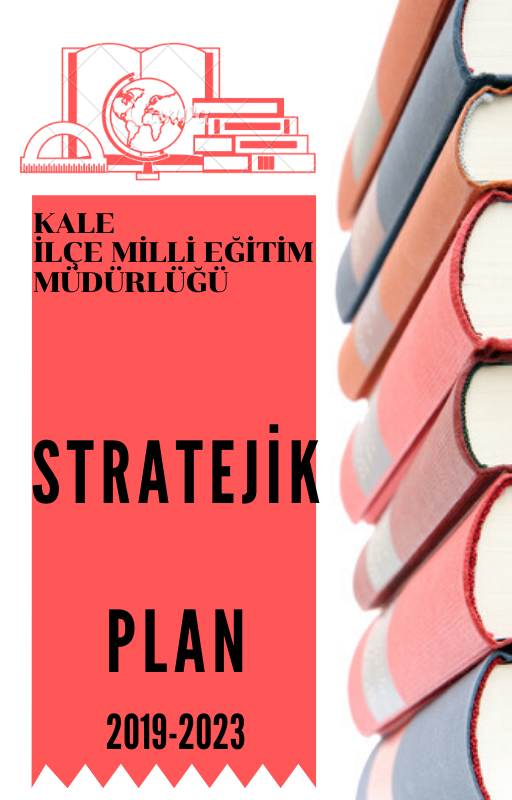 KALE
İLÇE MİLLİ EĞİTİM
MÜDÜRLÜĞÜ
STRATEJİK
PLAN
2019-2023